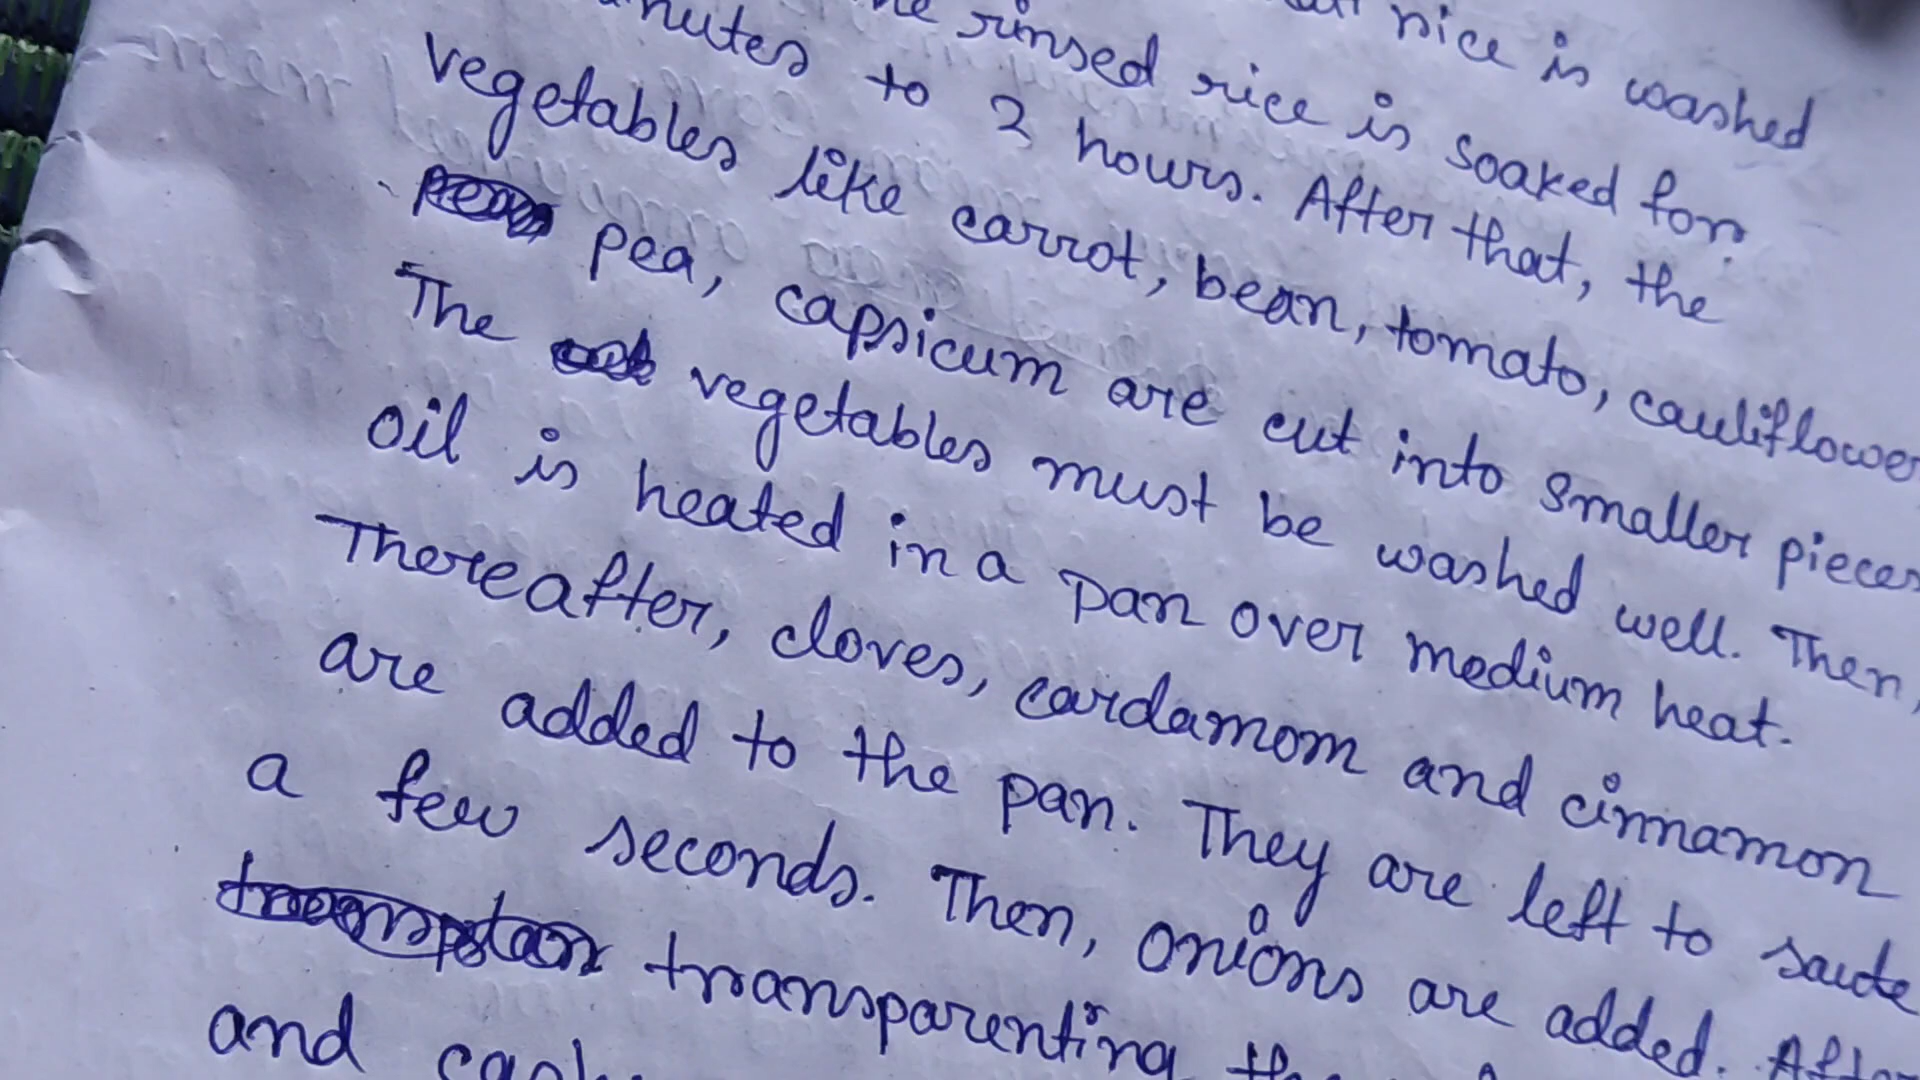 rice is washed
rinsed rice is soaked for
to 2 hours. After that, the
vegetables like carrot, bean, tomato, cauliflower
pea, capsicum are cut into smaller pieces
The vegetables must be washed well. Then,
oil is heated in a pan over medium heat.
Thereafter, cloves, cardamom and cinnamon
are added to the pan. They are left to saute
a few seconds. Then, onions are added. After
transparenting
and